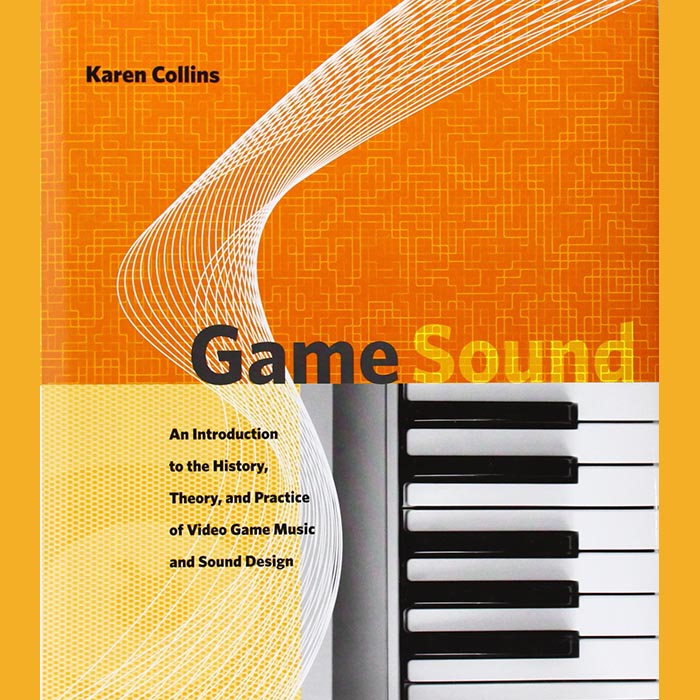 Karen Collins
Game Sound
An Introduction
to the History,
Theory, and Practice
of Video Game Music
and Sound Design